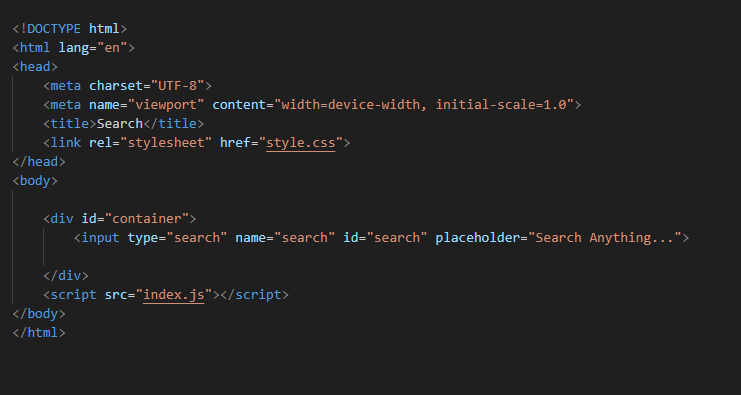 <!DOCTYPE html>
<html lang="en">
<head>
<meta charset="UTF-8">
<meta name="viewport" content="width=device-width, initial-scale=1.0">
<title>Search</title>
<link rel="stylesheet" href="style.css">
</head>
<body>
<div id="container">
<input type="search" name="search" id="search" placeholder="Search Anything...">
</div>
<script src="index.js"></script>
</body>
</html>